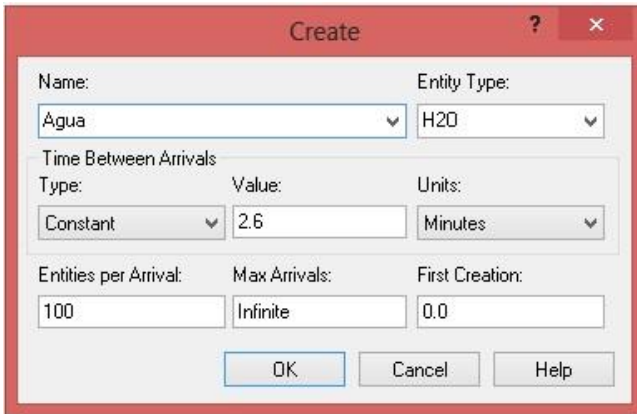 Create
? ×
Name: Entity Type:
Agua H2O
Time Between Arrivals
Type: Value: Units:
Constant 2.6 Minutes
Entities per Arrival: Max Arrivals: First Creation:
100 Infinite 0.0
OK Cancel Help